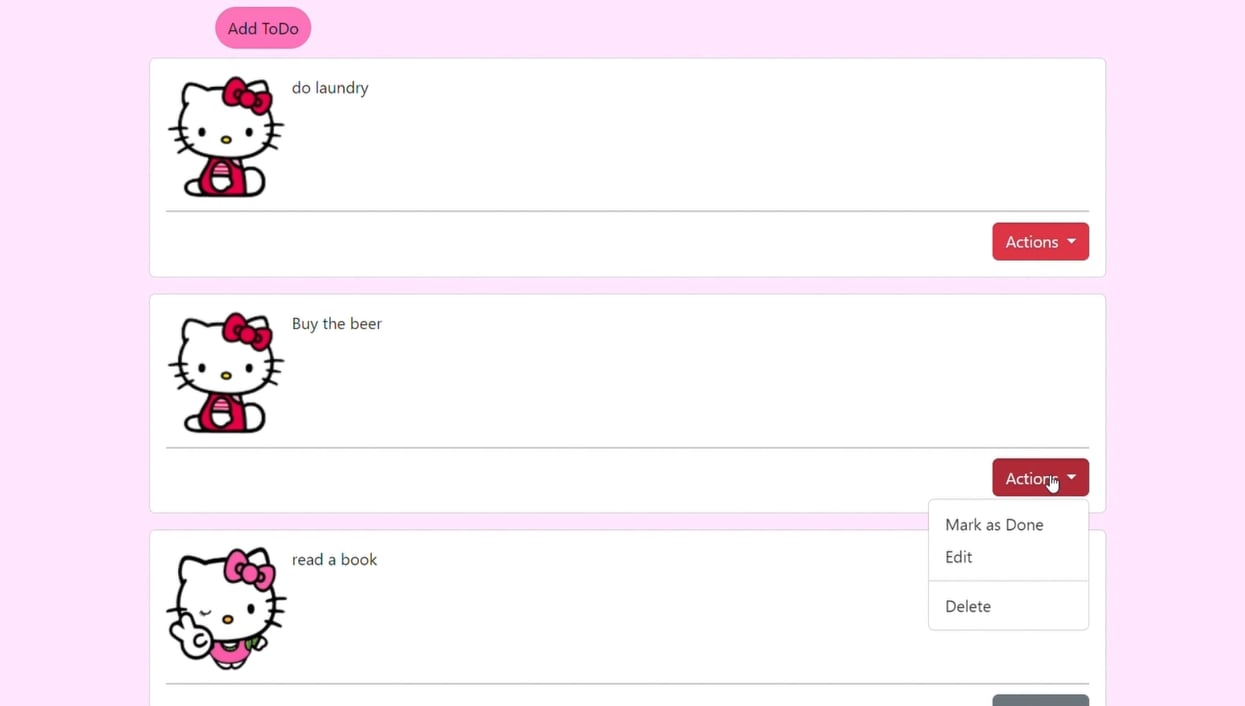 Add ToDo
do laundry
Actions
Buy the beer
Actions
Mark as Done
Edit
Delete
read a book